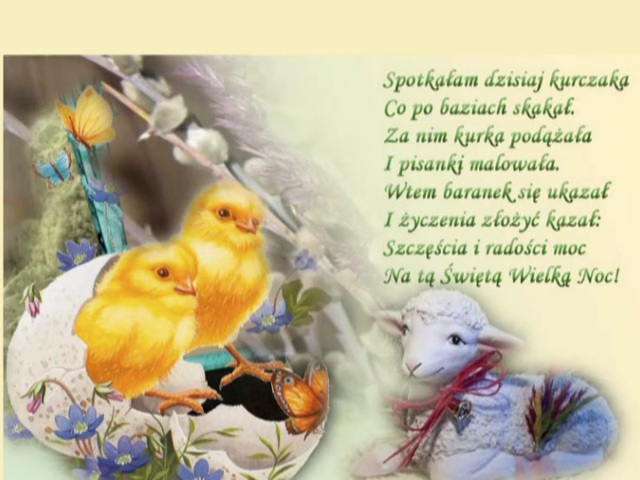 Spotkałam dzisiaj kurczaka
Co po baziach skakał.
Za nim kurka podążała
I pisanki malowała.
Wtem baranek się ukazał
I życzenia złożyć kazał:
Szczęścia i radości moc
Na tą Świętą Wielką Noc!